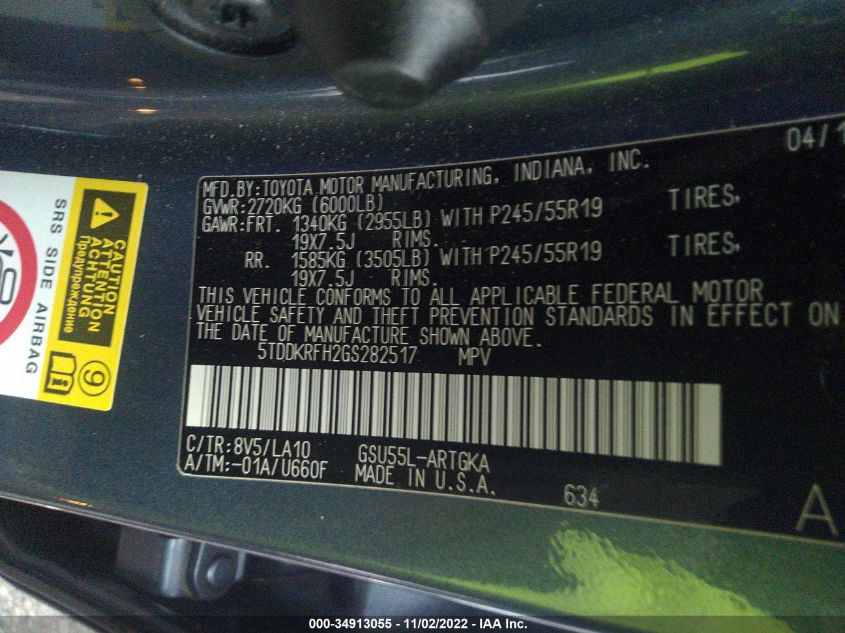 04/1
MFD.BY:TOYOTA MOTOR MANUFACTURING, INDIANA, INC.
GVWR:2720KG (6000LB)
GAWR:FRT. 1340KG (2955LB) WITH P245/55R19 TIRES,
19X7.5J RIMS.
RR. 1585KG (3505LB) WITH P245/55R19 TIRES,
19X7.5J RIMS.
THIS VEHICLE CONFORMS TO ALL APPLICABLE FEDERAL MOTOR
VEHICLE SAFETY AND THEFT PREVENTION STANDARDS IN EFFECT ON
THE DATE OF MANUFACTURE SHOWN ABOVE.
5TDDKRFH2GS282517 MPV
C/TR:8V5/LA10 GSU55L-ARTGKA
A/TM:-01A/U660F MADE IN U.S.A.
634
A
SRS SIDE AIRBAG
CAUTION
ATTENTION
ACHTUNG
Предупреждение
9
000-34913055 - 11/02/2022 - IAA Inc.